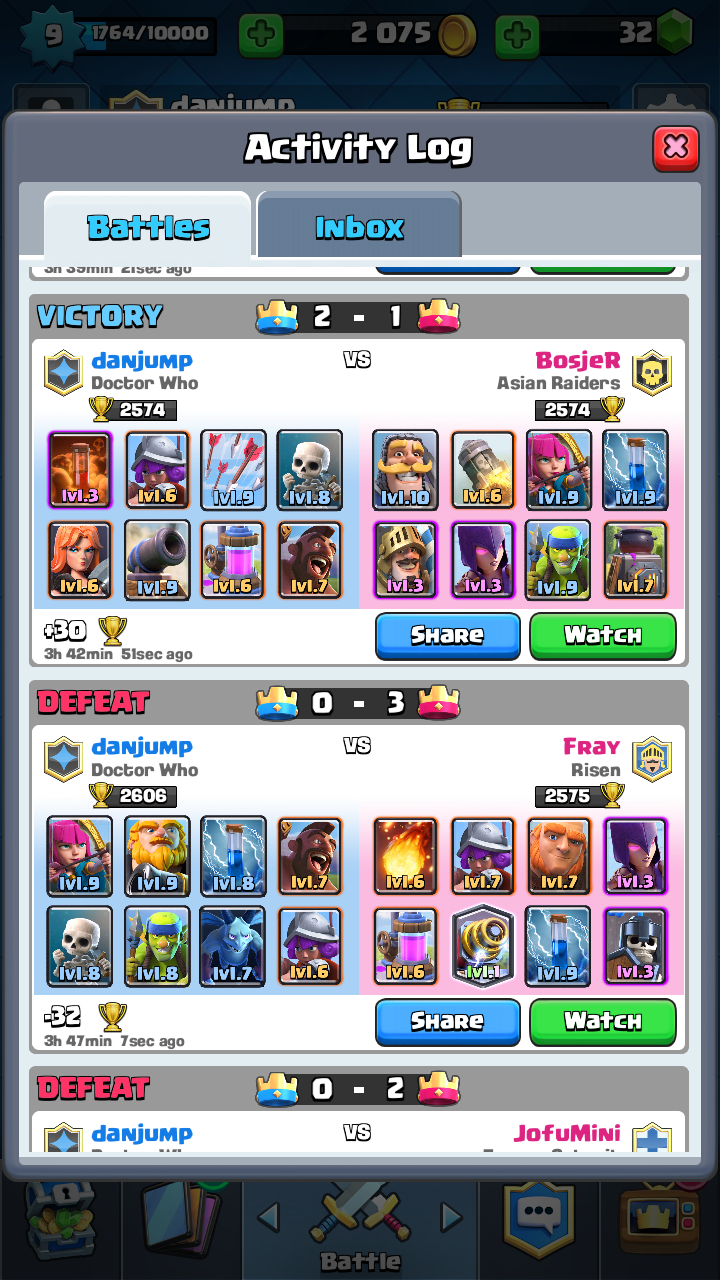 9 1764/10000 2 075 32
danjump
Activity Log
Battles Inbox
3h 39min 21sec ago
VICTORY 2 - 1
danjump VS BosjeR
Doctor Who Asian Raiders
2574 2574
lvl.3 lvl.6 lvl.9 lvl.8 lvl.10 lvl.6 lvl.9 lvl.9
lvl.6 lvl.9 lvl.6 lvl.7 lvl.3 lvl.3 lvl.9 lvl.7
+30
3h 42min 51sec ago Share Watch
DEFEAT 0 - 3
danjump VS Fray
Doctor Who Risen
2606 2575
lvl.9 lvl.9 lvl.8 lvl.7 lvl.6 lvl.7 lvl.7 lvl.3
lvl.8 lvl.8 lvl.7 lvl.6 lvl.6 lvl.1 lvl.9 lvl.3
-32
3h 47min 7sec ago Share Watch
DEFEAT 0 - 2
danjump VS JofuMini
Battle